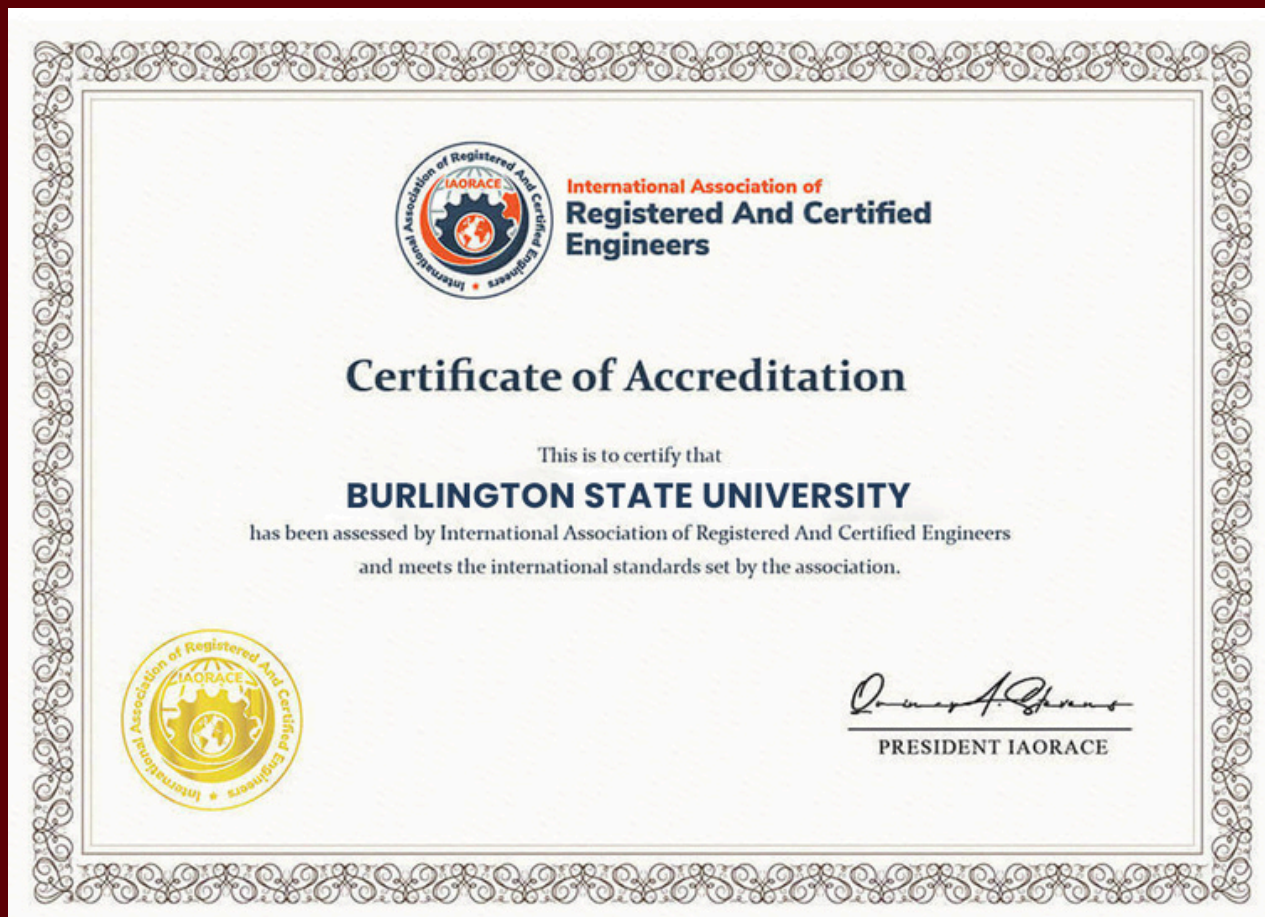 International Association of Registered And Certified Engineers
IAORACE
International Association of
Registered And Certified
Engineers
Certificate of Accreditation
This is to certify that
BURLINGTON STATE UNIVERSITY
has been assessed by International Association of Registered And Certified Engineers
and meets the international standards set by the association.
International Association of Registered And Certified Engineers
IAORACE
Quincy A. Stevens
PRESIDENT IAORACE